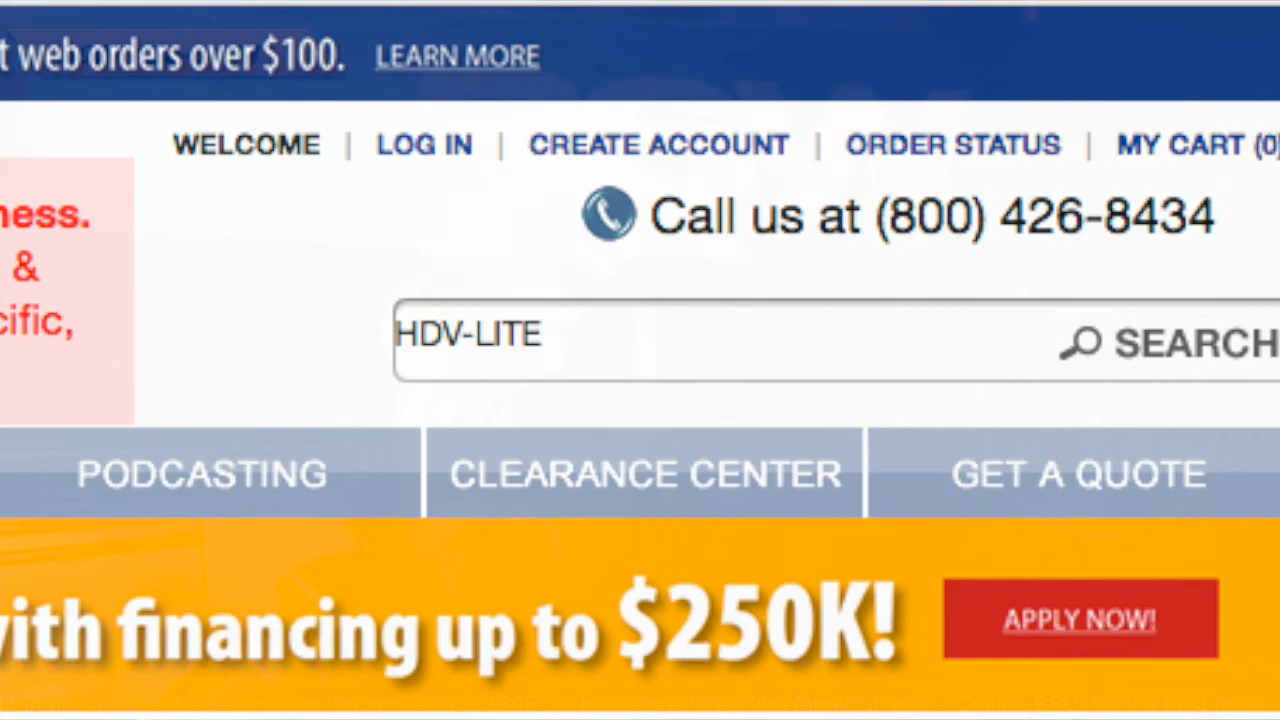 t web orders over $100. LEARN MORE
WELCOME | LOG IN | CREATE ACCOUNT | ORDER STATUS | MY CART (0)
ness.
Call us at (800) 426-8434
&
cific,
HDV-LITE
SEARCH
PODCASTING
CLEARANCE CENTER
GET A QUOTE
with financing up to $250K!
APPLY NOW!